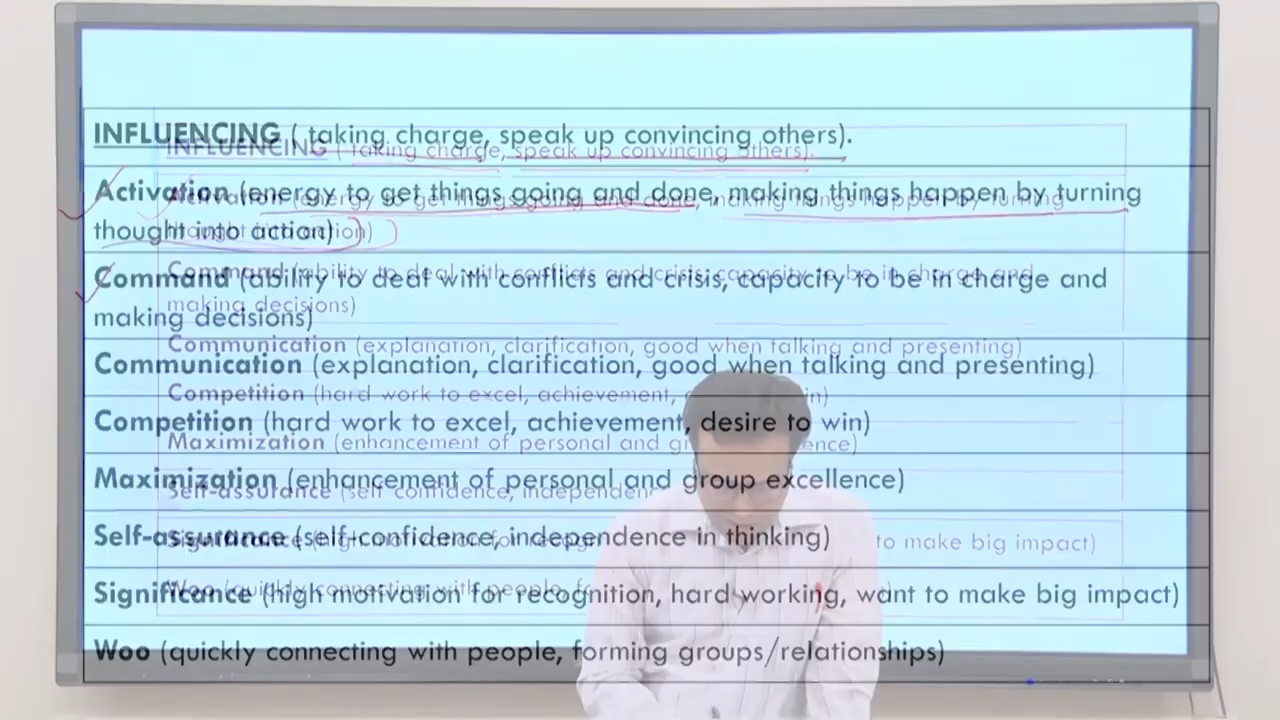 INFLUENCING ( taking charge, speak up convincing others).
Activation (energy to get things going and done, making things happen by turning
thought into action)
Command (ability to deal with conflicts and crisis, capacity to be in charge and
making decisions)
Communication (explanation, clarification, good when talking and presenting)
Competition (hard work to excel, achievement, desire to win)
Maximization (enhancement of personal and group excellence)
Self-assurance (self-confidence, independence in thinking)
Significance (high motivation for recognition, hard working, want to make big impact)
Woo (quickly connecting with people, forming groups/relationships)